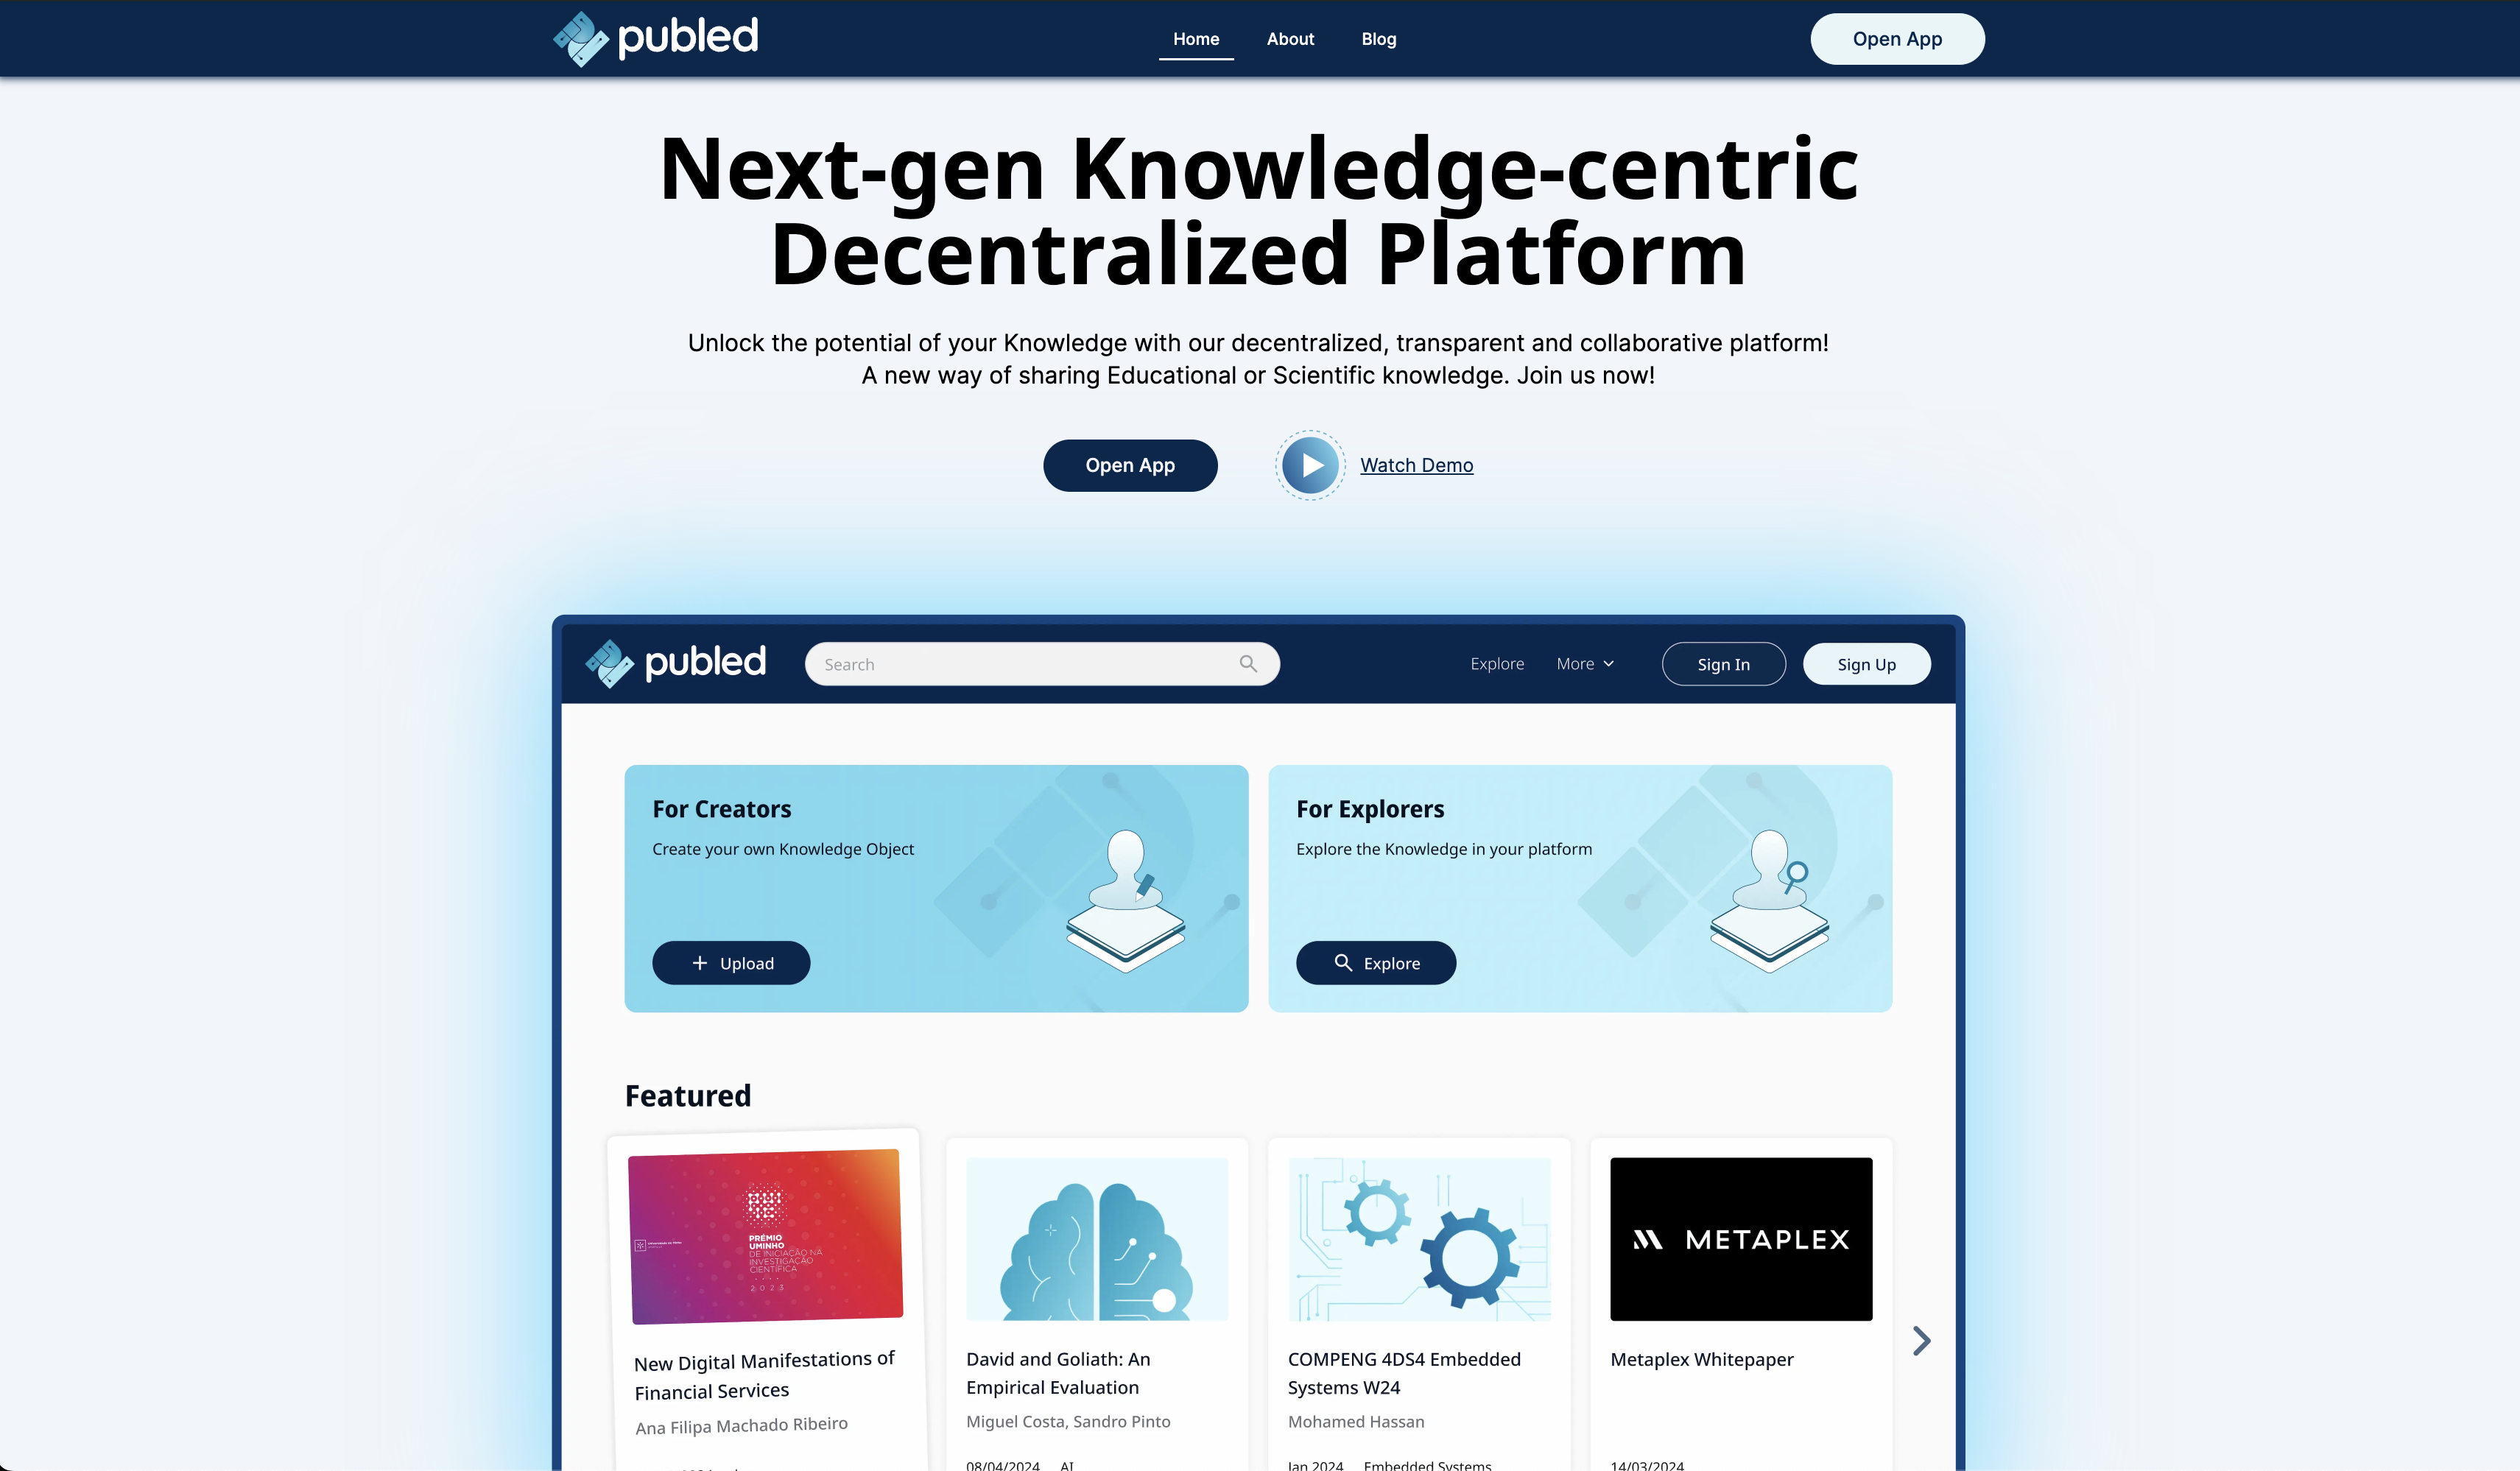 publed
Home
About
Blog
Open App
Next-gen Knowledge-centric
Decentralized Platform
Unlock the potential of your Knowledge with our decentralized, transparent and collaborative platform!
A new way of sharing Educational or Scientific knowledge. Join us now!
Open App
Watch Demo
publed
Search
Explore
More
Sign In
Sign Up
For Creators
Create your own Knowledge Object
Upload
For Explorers
Explore the Knowledge in your platform
Explore
Featured
PRÉMIO
UMINHO
DE INICIAÇÃO NA
INVESTIGAÇÃO
CIENTÍFICA
2023
New Digital Manifestations of
Financial Services
Ana Filipa Machado Ribeiro
David and Goliath: An
Empirical Evaluation
Miguel Costa, Sandro Pinto
08/04/2024 AI
COMPENG 4DS4 Embedded
Systems W24
Mohamed Hassan
Jan 2024 Embedded Systems
METAPLEX
Metaplex Whitepaper
14/03/2024